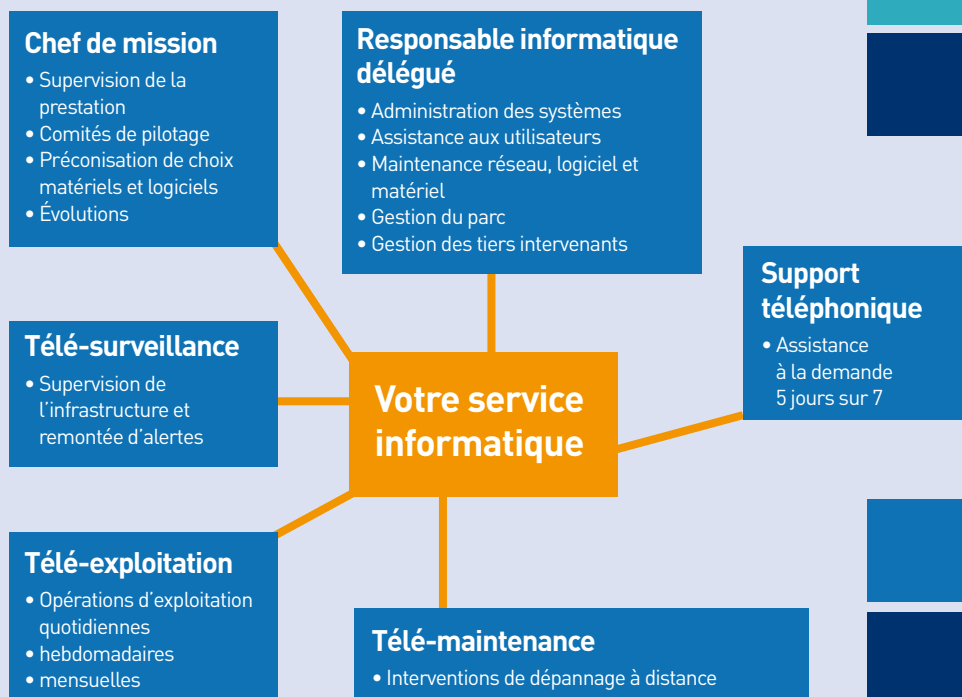 Chef de mission
• Supervision de la
prestation
• Comités de pilotage
• Préconisation de choix
matériels et logiciels
• Évolutions
Responsable informatique
délégué
• Administration des systèmes
• Assistance aux utilisateurs
• Maintenance réseau, logiciel et
matériel
• Gestion du parc
• Gestion des tiers intervenants
Support
téléphonique
• Assistance
à la demande
5 jours sur 7
Télé-surveillance
• Supervision de
l’infrastructure et
remontée d’alertes
Votre service
informatique
Télé-exploitation
• Opérations d’exploitation
quotidiennes
• hebdomadaires
• mensuelles
Télé-maintenance
• Interventions de dépannage à distance